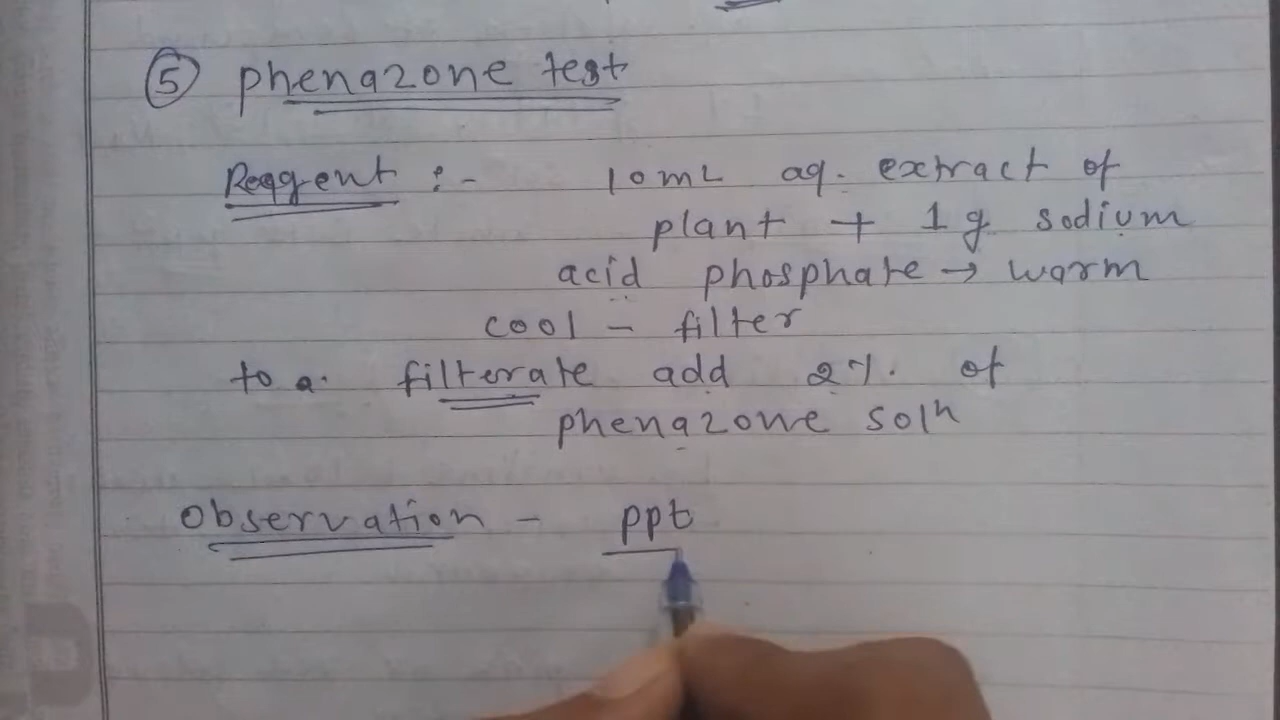 ⑤ phenazone test
Reagent :- 10mL aq. extract of
plant + 1g sodium
acid phosphate → warm
cool - filter
to a. filterate add 2%. of
phenazone soln
Observation - ppt